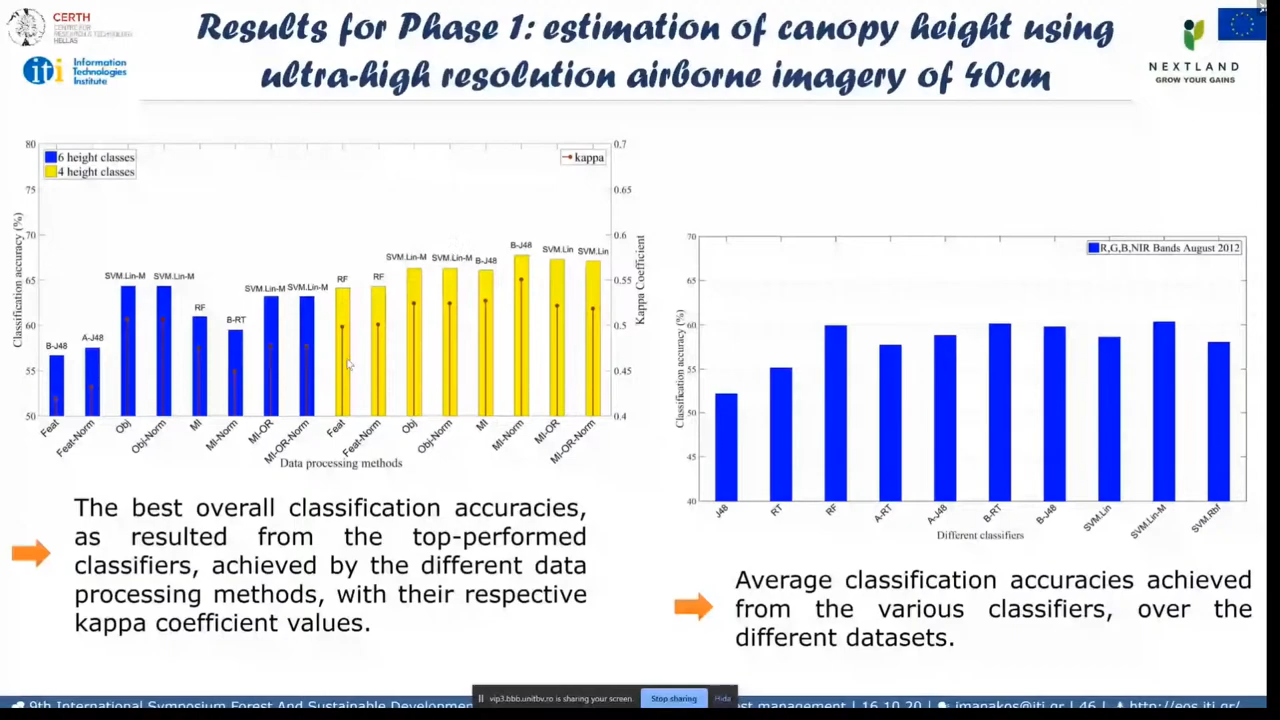 CERTH
CENTRE FOR
RESEARCH & TECHNOLOGY
HELLAS
iti
Information
Technologies
Institute
Results for Phase 1: estimation of canopy height using
ultra-high resolution airborne imagery of 40cm
NEXTLAND
GROW YOUR GAINS
80
75
70
65
60
55
50
Classification accuracy (%)
6 height classes
4 height classes
kappa
0.7
0.65
0.6
0.55
0.5
0.45
0.4
Kappa Coefficient
B-J48
A-J48
SVM.Lin-M
SVM.Lin-M
RF
B-RT
SVM.Lin-M
SVM.Lin-M
RF
RF
SVM.Lin-M
SVM.Lin-M
B-J48
B-J48
SVM.Lin
SVM.Lin
Feat
Feat-Norm
Obj
Obj-Norm
MI
MI-Norm
MI-OR
MI-OR-Norm
Feat
Feat-Norm
Obj
Obj-Norm
MI
MI-Norm
MI-OR
MI-OR-Norm
Data processing methods
The best overall classification accuracies,
as resulted from the top-performed
classifiers, achieved by the different data
processing methods, with their respective
kappa coefficient values.
70
65
60
55
50
45
40
Classification accuracy (%)
R,G,B,NIR Bands August 2012
J48
RT
RF
A-RT
A-J48
B-RT
B-J48
SVM.Lin
SVM.Lin-M
SVM.Rbf
Different classifiers
Average classification accuracies achieved
from the various classifiers, over the
different datasets.
vip3.bbb.unitbv.ro is sharing your screen.
Stop sharing
Hide
9th International Symposium Forest And Sustainable Developmen
st management | 16.10.20 | imanakos@iti.gr | 46 | http://eos.iti.gr/